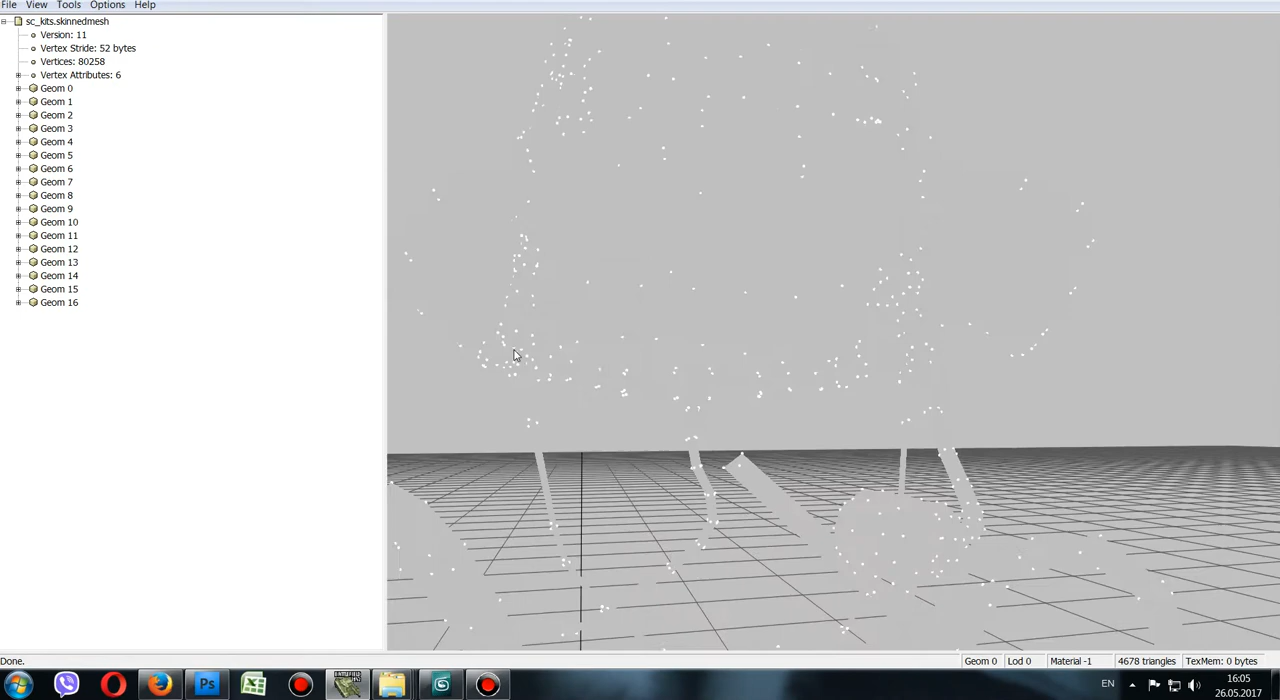 File View Tools Options Help
sc_kits.skinnedmesh
Version: 11
Vertex Stride: 52 bytes
Vertices: 80258
Vertex Attributes: 6
Geom 0
Geom 1
Geom 2
Geom 3
Geom 4
Geom 5
Geom 6
Geom 7
Geom 8
Geom 9
Geom 10
Geom 11
Geom 12
Geom 13
Geom 14
Geom 15
Geom 16
Done. Geom 0 Lod 0 Material -1 4678 triangles TexMem: 0 bytes
Ps EN 16:05
26.05.2017